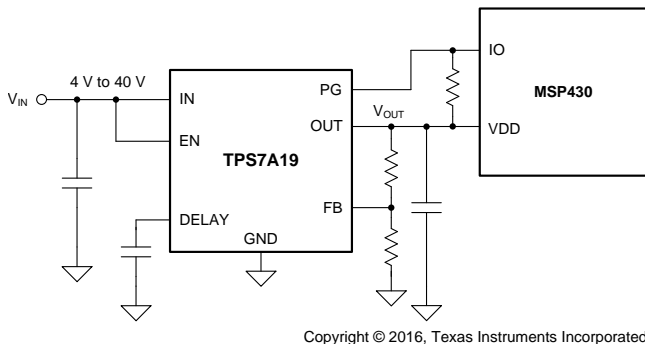 4 V to 40 V
V_IN
IN
EN
DELAY
GND
TPS7A19
PG
OUT
FB
V_OUT
IO
VDD
MSP430
Copyright © 2016, Texas Instruments Incorporated